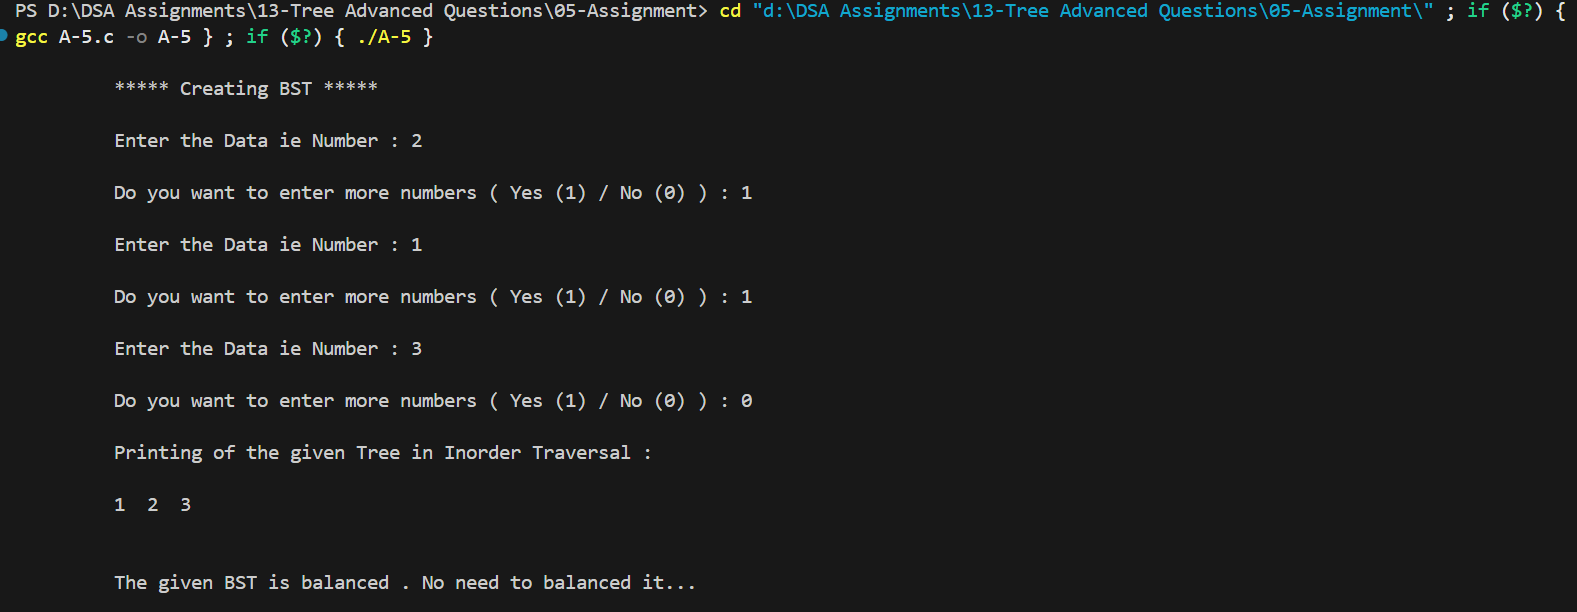 PS D:\DSA Assignments\13-Tree Advanced Questions\05-Assignment> cd "d:\DSA Assignments\13-Tree Advanced Questions\05-Assignment\" ; if ($?) {
gcc A-5.c -o A-5 } ; if ($?) { ./A-5 }
***** Creating BST *****
Enter the Data ie Number : 2
Do you want to enter more numbers ( Yes (1) / No (0) ) : 1
Enter the Data ie Number : 1
Do you want to enter more numbers ( Yes (1) / No (0) ) : 1
Enter the Data ie Number : 3
Do you want to enter more numbers ( Yes (1) / No (0) ) : 0
Printing of the given Tree in Inorder Traversal :
1  2  3
The given BST is balanced . No need to balanced it...